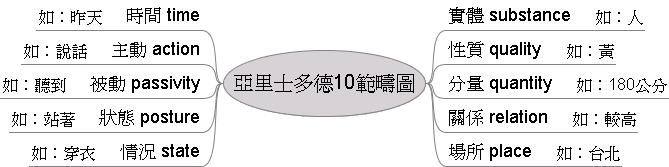 亞里士多德10範疇圖
實體 substance 如：人
性質 quality 如：黃
分量 quantity 如：180公分
關係 relation 如：較高
場所 place 如：台北
如：昨天 時間 time
如：說話 主動 action
如：聽到 被動 passivity
如：站著 狀態 posture
如：穿衣 情況 state